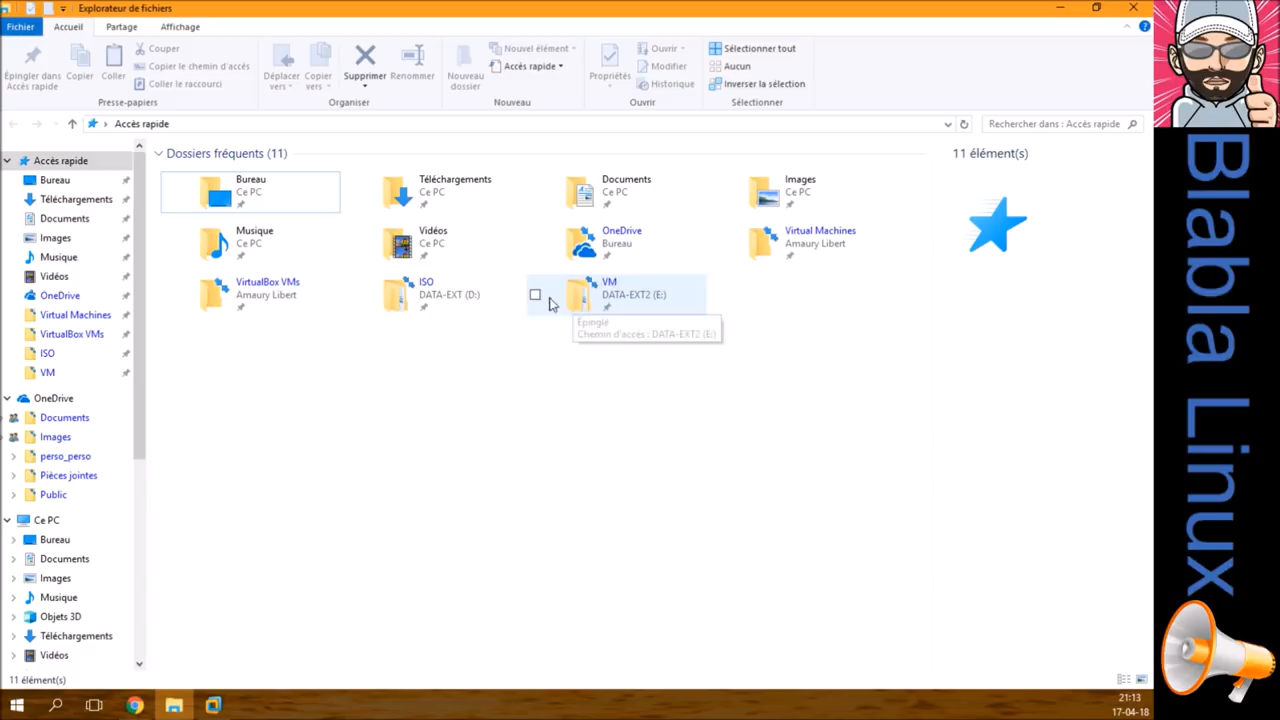 Explorateur de fichiers
Fichier Accueil Partage Affichage
Épingler dans Accès rapide
Copier
Coller
Couper
Copier le chemin d'accès
Coller le raccourci
Presse-papiers
Déplacer vers
Copier vers
Supprimer
Renommer
Organiser
Nouveau dossier
Nouvel élément
Accès rapide
Nouveau
Propriétés
Ouvrir
Modifier
Historique
Ouvrir
Sélectionner tout
Aucun
Inverser la sélection
Sélectionner
Accès rapide
Rechercher dans : Accès rapide
Accès rapide
Bureau
Téléchargements
Documents
Images
Musique
Vidéos
OneDrive
Virtual Machines
VirtualBox VMs
ISO
VM
OneDrive
Documents
Images
perso_perso
Pièces jointes
Public
Ce PC
Bureau
Documents
Images
Musique
Objets 3D
Téléchargements
Vidéos
Dossiers fréquents (11)
Bureau
Ce PC
Téléchargements
Ce PC
Documents
Ce PC
Images
Ce PC
Musique
Ce PC
Vidéos
Ce PC
OneDrive
Bureau
Virtual Machines
Amaury Libert
VirtualBox VMs
Amaury Libert
ISO
DATA-EXT (D:)
VM
DATA-EXT2 (E:)
Épinglé
Chemin d'accès : DATA-EXT2 (E:)
11 élément(s)
11 élément(s)
21:13
17-04-18
Blabla Linux